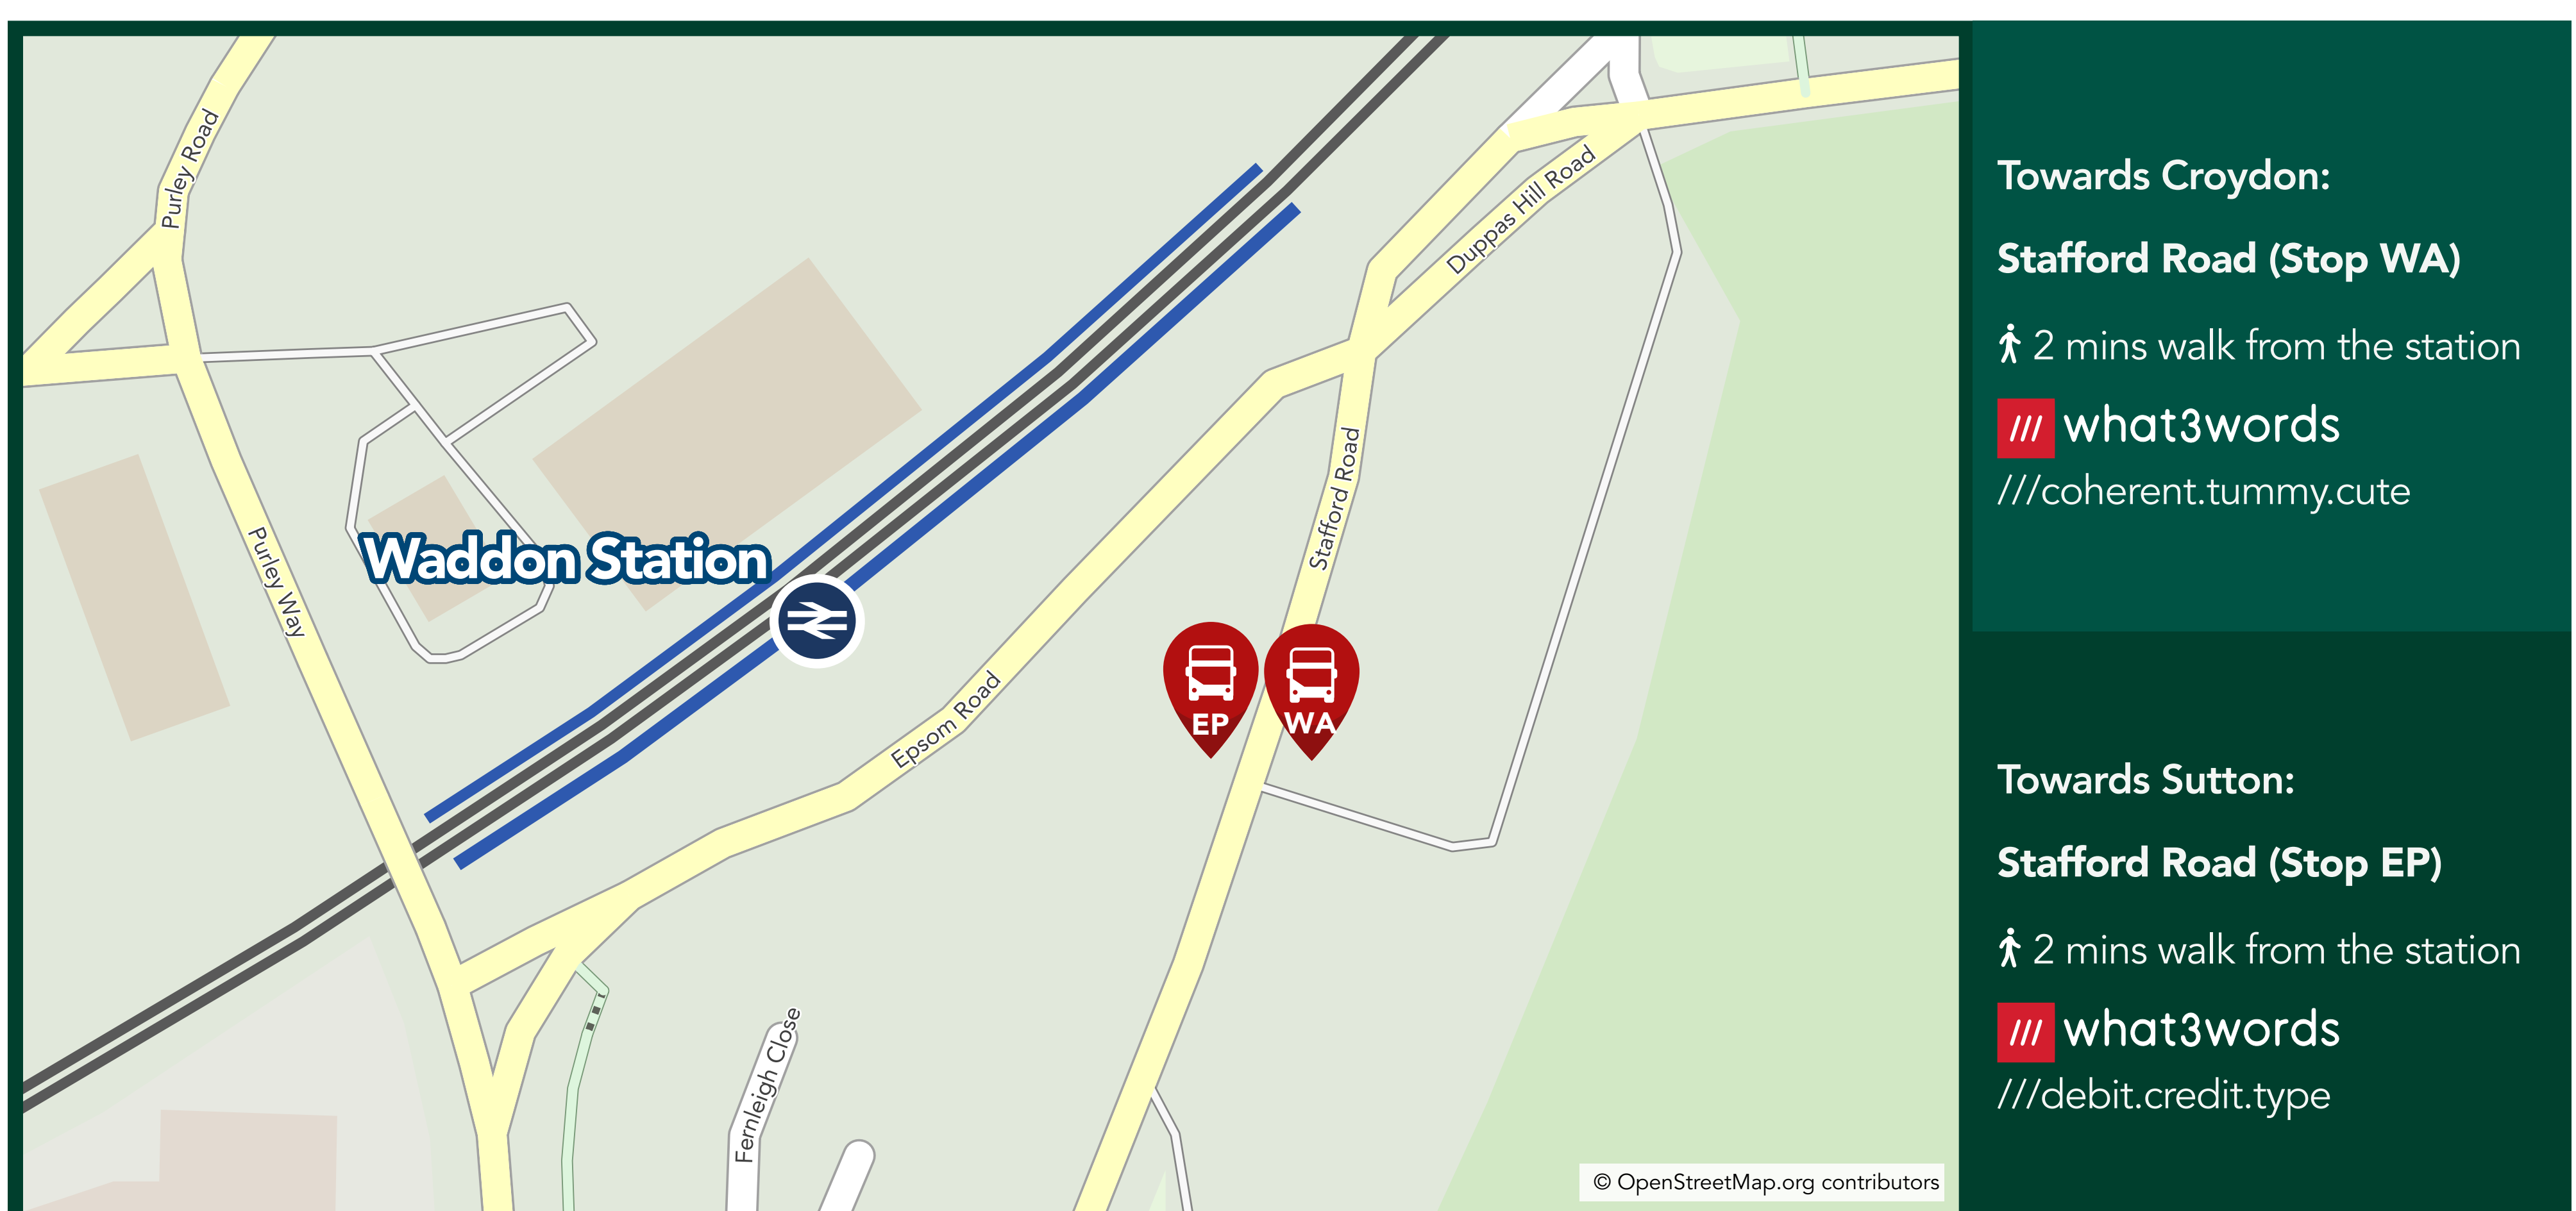 Purley Road
Duppas Hill Road
Stafford Road
Purley Way
Waddon Station
EP
WA
Epsom Road
Fernleigh Close
© OpenStreetMap.org contributors
Towards Croydon:
Stafford Road (Stop WA)
2 mins walk from the station
/// what3words
///coherent.tummy.cute
Towards Sutton:
Stafford Road (Stop EP)
2 mins walk from the station
/// what3words
///debit.credit.type